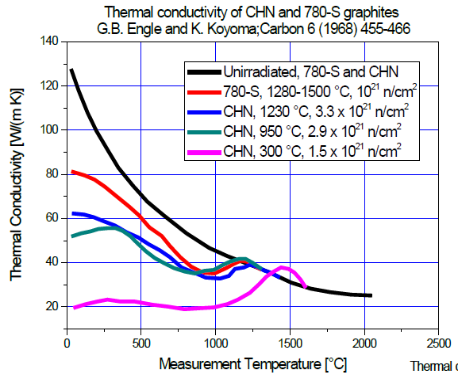 Thermal conductivity of CHN and 780-S graphites
G.B. Engle and K. Koyoma;Carbon 6 (1968) 455-466
Thermal Conductivity [W/(m K)]
140
120
100
80
60
40
20
Unirradiated, 780-S and CHN
780-S, 1280-1500 °C, 10²¹ n/cm²
CHN, 1230 °C, 3.3 x 10²¹ n/cm²
CHN, 950 °C, 2.9 x 10²¹ n/cm²
CHN, 300 °C, 1.5 x 10²¹ n/cm²
0 500 1000 1500 2000 2500
Measurement Temperature [°C]
Thermal c